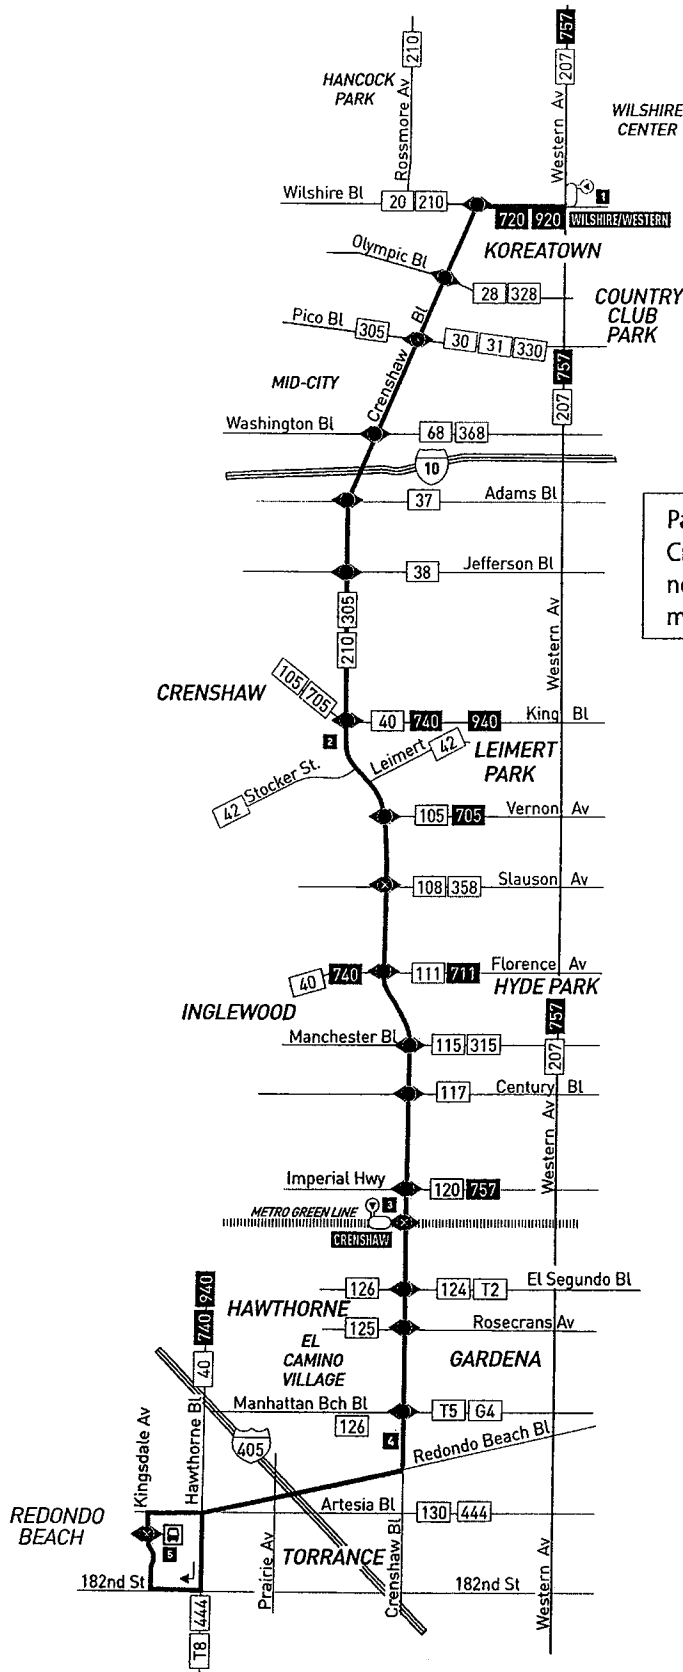 757
207
Western Av
210
Rossmore Av
HANCOCK
PARK
WILSHIRE
CENTER
Wilshire Bl
20 210
1
720 920 WILSHIRE/WESTERN
KOREATOWN
Olympic Bl
28 328
COUNTRY
CLUB
PARK
Pico Bl 305
30 31 330
Crenshaw Bl
MID-CITY
757
207
Washington Bl
68 368
10
37 Adams Bl
38 Jefferson Bl
Western Av
210 305
CRENSHAW
105 705
40 740 940 King Bl
2
LEIMERT
PARK
Leimert 42
42 Stocker St.
105 705 Vernon Av
108 358 Slauson Av
40 740
111 711 Florence Av
HYDE PARK
INGLEWOOD
757
207
Western Av
Manchester Bl
115 315
117 Century Bl
Imperial Hwy
120 757
METRO GREEN LINE
3
CRENSHAW
126
124 T2 El Segundo Bl
HAWTHORNE
125
Rosecrans Av
EL
CAMINO
VILLAGE
GARDENA
740 940
40
Hawthorne Bl
Kingsdale Av
Manhattan Bch Bl
126
T5 G4
4
Redondo Beach Bl
405
Artesia Bl
130 444
REDONDO
BEACH
5
TORRANCE
Prairie Av
Crenshaw Bl
Western Av
182nd St
182nd St
T8 444
Pa
C
m